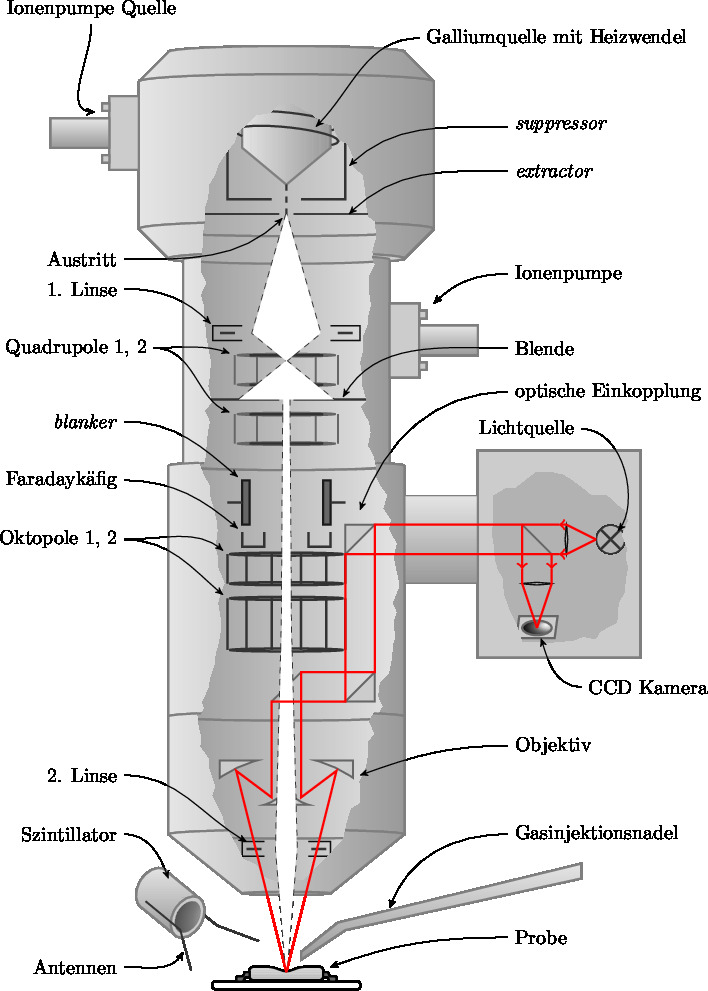 Ionenpumpe Quelle
Galliumquelle mit Heizwendel
suppressor
extractor
Austritt
Ionenpumpe
1. Linse
Quadrupole 1, 2
Blende
optische Einkopplung
blanker
Lichtquelle
Faradaykäfig
Oktopole 1, 2
CCD Kamera
Objektiv
2. Linse
Szintillator
Gasinjektionsnadel
Probe
Antennen